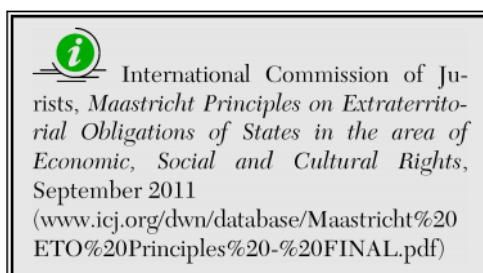 International Commission of Ju-
rists, Maastricht Principles on Extraterrito-
rial Obligations of States in the area of
Economic, Social and Cultural Rights,
September 2011
(www.icj.org/dwn/database/Maastricht%20
ETO%20Principles%20-%20FINAL.pdf)